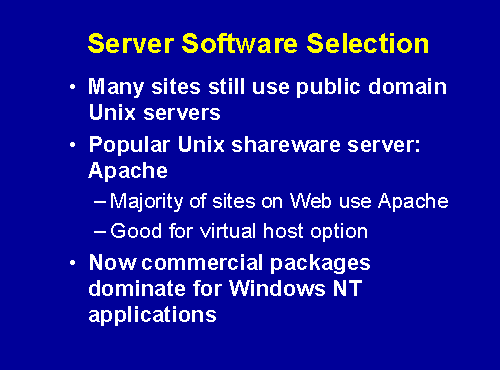 Server Software Selection
• Many sites still use public domain
Unix servers
• Popular Unix shareware server:
Apache
– Majority of sites on Web use Apache
– Good for virtual host option
• Now commercial packages
dominate for Windows NT
applications